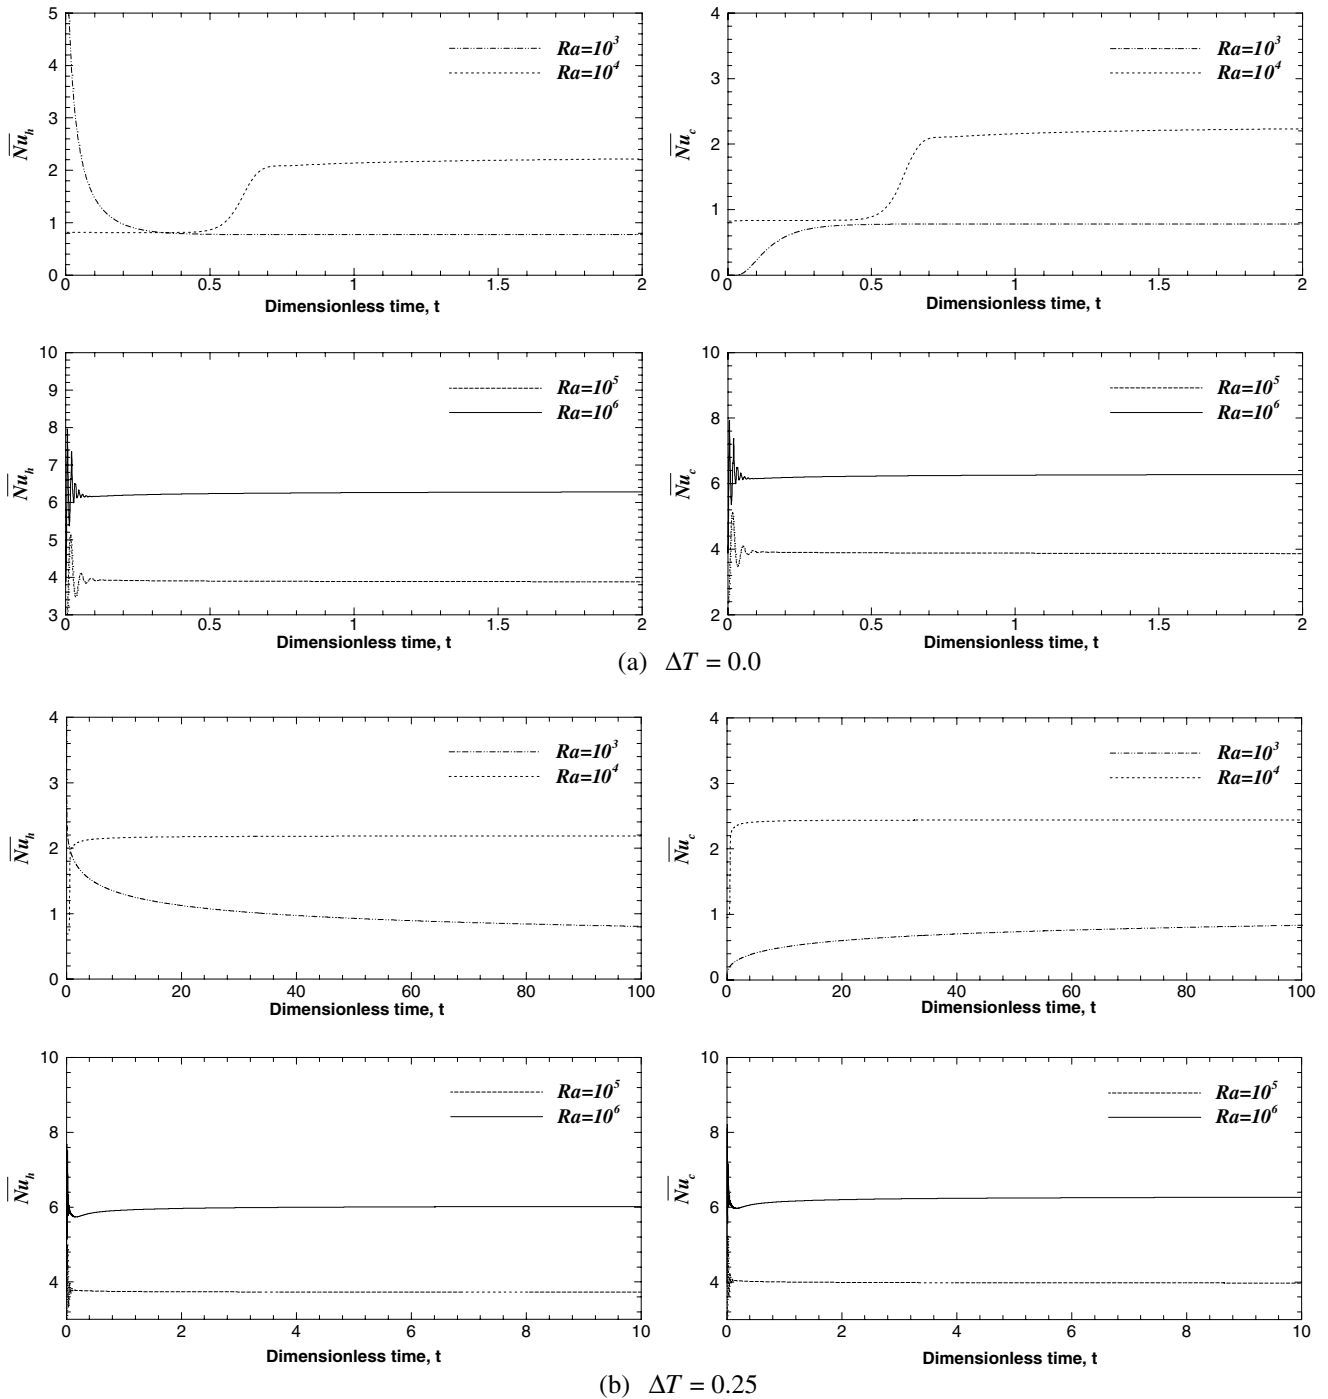 5
4
3
2
1
0
Nu_h
Ra=10^3
Ra=10^4
0 0.5 1 1.5 2
Dimensionless time, t
4
3
2
1
0
Nu_c
Ra=10^3
Ra=10^4
0 0.5 1 1.5 2
Dimensionless time, t
10
9
8
7
6
5
4
3
Nu_h
Ra=10^5
Ra=10^6
0 0.5 1 1.5 2
Dimensionless time, t
10
8
6
4
2
Nu_c
Ra=10^5
Ra=10^6
0 0.5 1 1.5 2
Dimensionless time, t
(a) ΔT = 0.0
4
3
2
1
0
Nu_h
Ra=10^3
Ra=10^4
0 20 40 60 80 100
Dimensionless time, t
4
3
2
1
0
Nu_c
Ra=10^3
Ra=10^4
0 20 40 60 80 100
Dimensionless time, t
10
8
6
4
Nu_h
Ra=10^5
Ra=10^6
0 2 4 6 8 10
Dimensionless time, t
10
8
6
4
Nu_c
Ra=10^5
Ra=10^6
0 2 4 6 8 10
Dimensionless time, t
(b) ΔT = 0.25